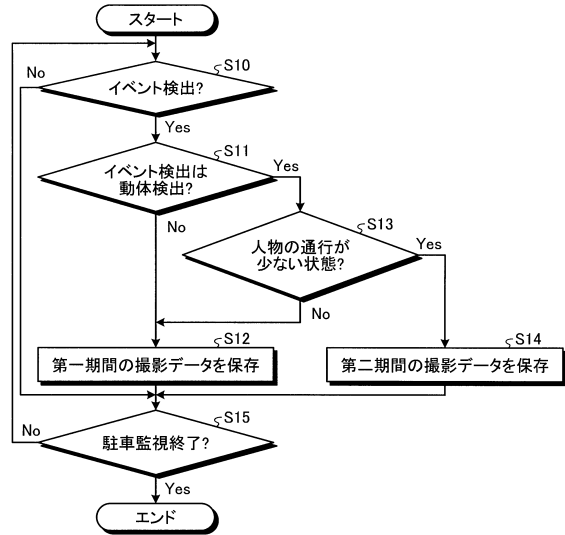 スタート
S10
No
イベント検出?
Yes
S11
イベント検出は
動体検出?
Yes
No
S13
人物の通行が
少ない状態?
Yes
No
S12
第一期間の撮影データを保存
S14
第二期間の撮影データを保存
S15
No
駐車監視終了?
Yes
エンド